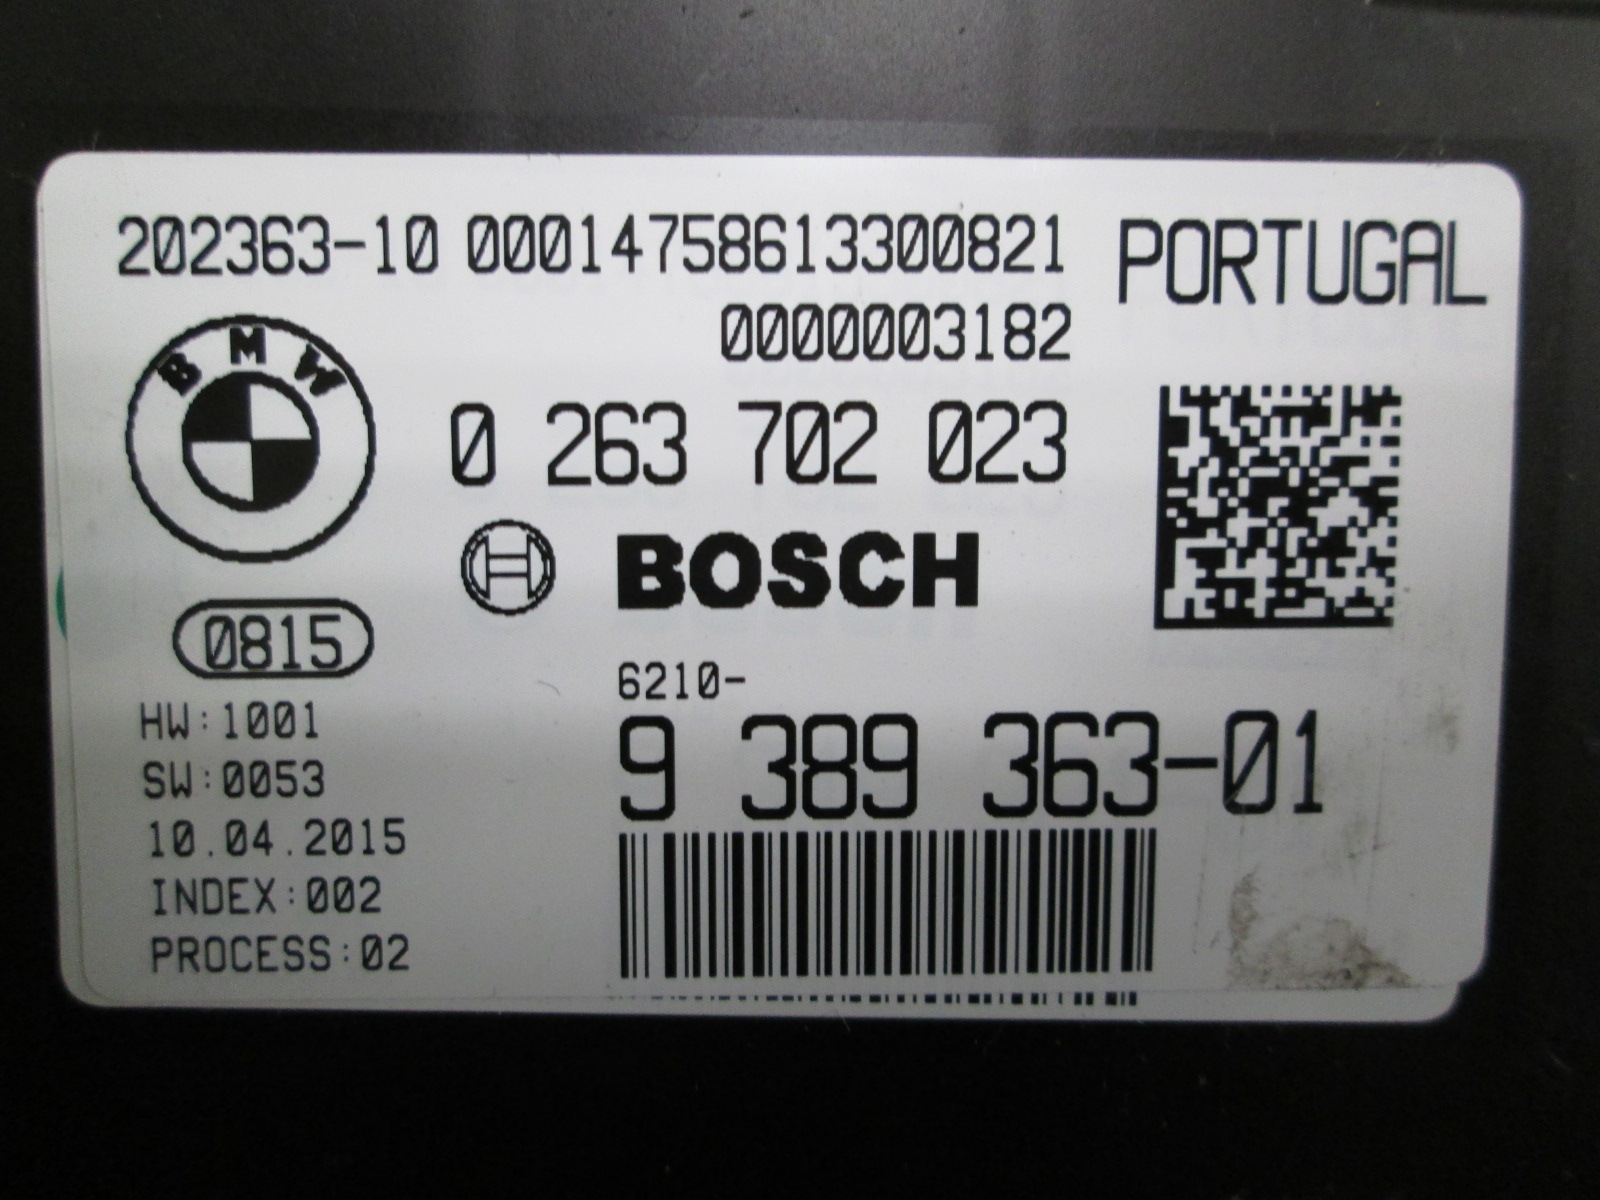 202363-10 00014758613300821 PORTUGAL
0000003182
BMW
0 263 702 023
BOSCH
0815
6210-
HW:1001
9 389 363-01
SW:0053
10.04.2015
INDEX:002
PROCESS:02